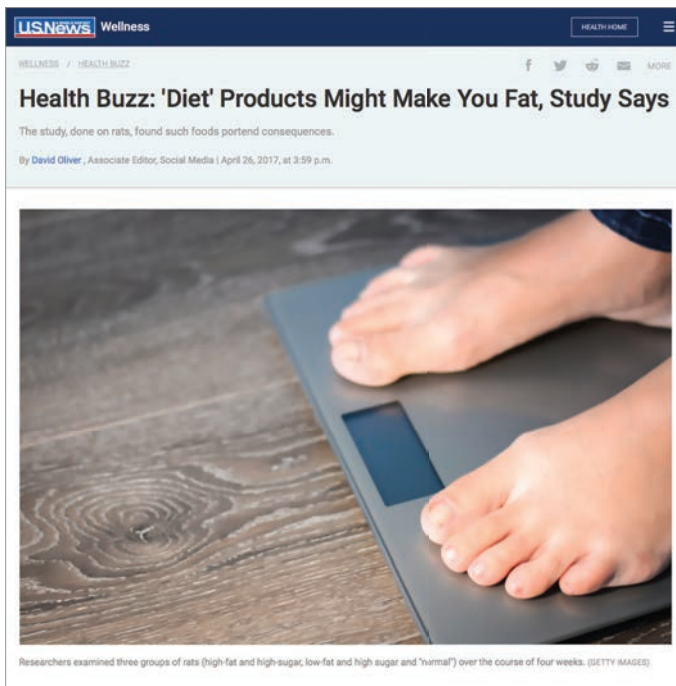 U.S.News Wellness HEALTH HOME
WELLNESS / HEALTH BUZZ MORE
Health Buzz: 'Diet' Products Might Make You Fat, Study Says
The study, done on rats, found such foods portend consequences.
By David Oliver , Associate Editor, Social Media | April 26, 2017, at 3:59 p.m.
Researchers examined three groups of rats (high-fat and high-sugar, low-fat and high sugar and "normal") over the course of four weeks. (GETTY IMAGES)